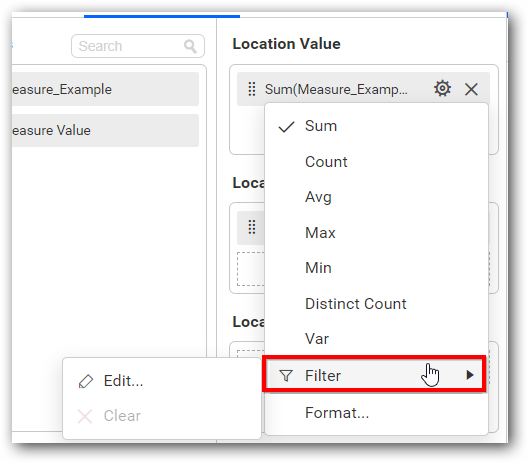 Search
easure_Example
easure Value
Location Value
Sum(Measure_Examp...
Sum
Count
Avg
Max
Min
Distinct Count
Var
Filter
Format...
Loca
Loca
Edit...
Clear